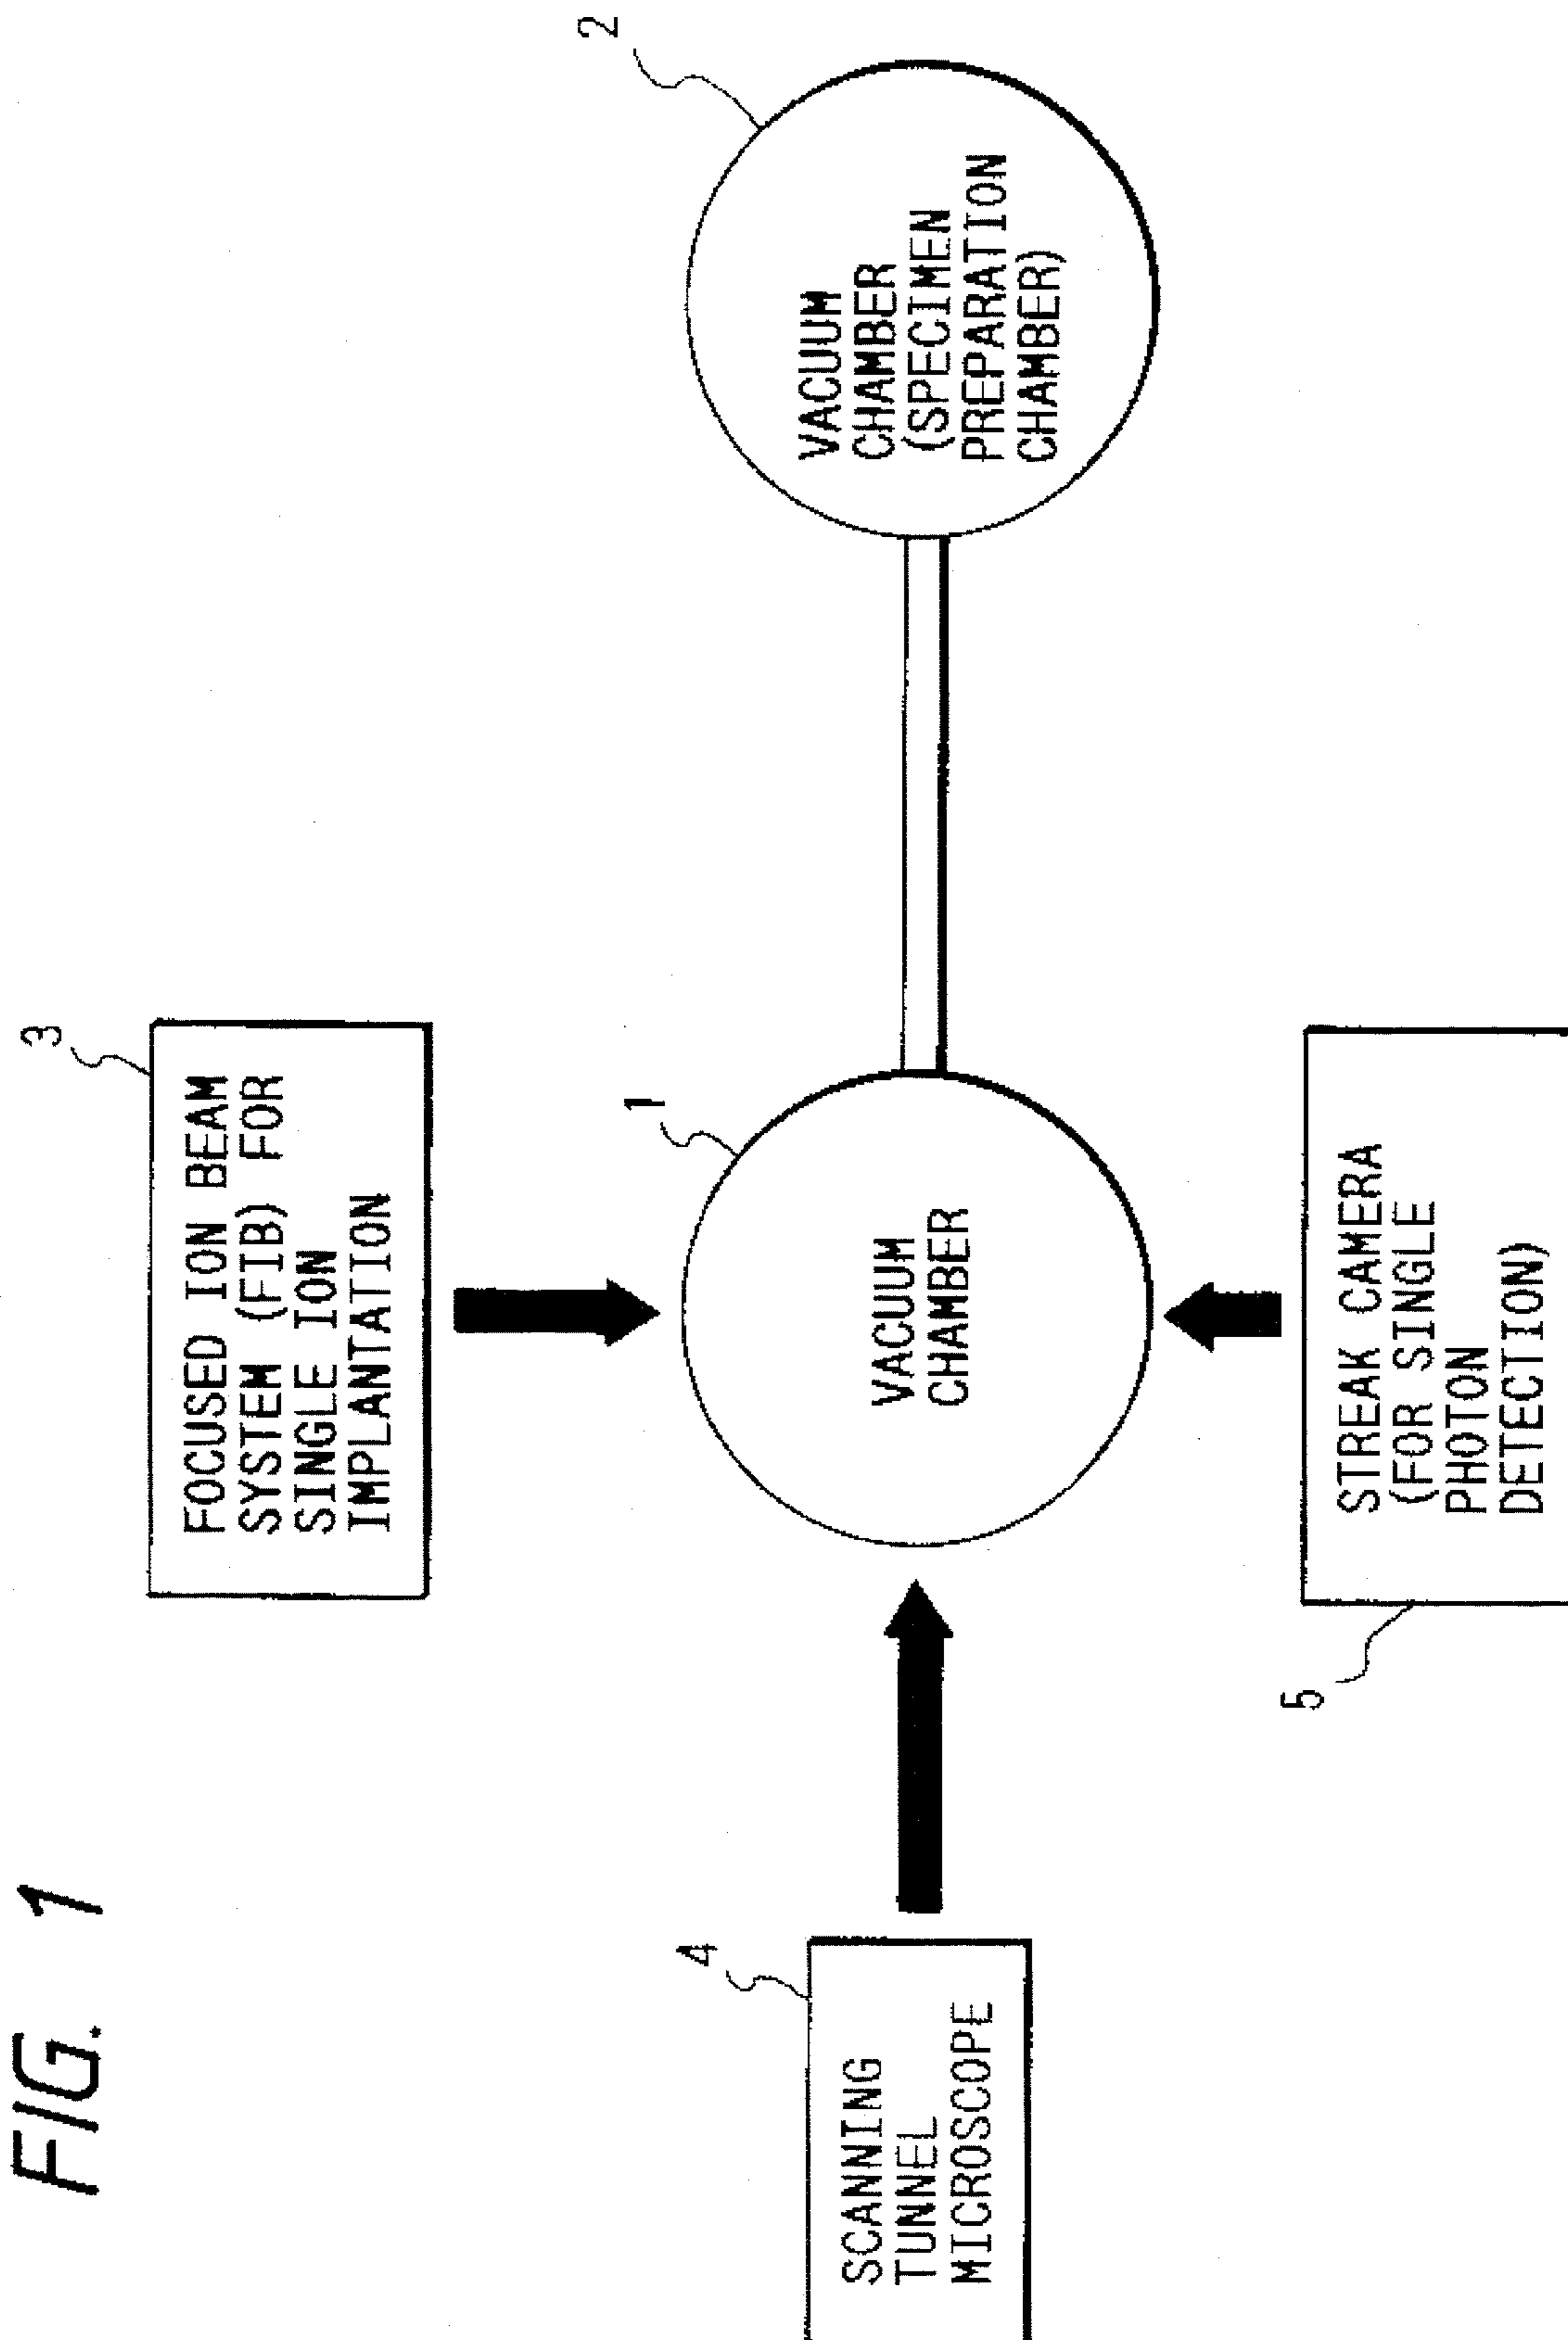 FIG. 1
3
FOCUSED ION BEAM
SYSTEM (FIB) FOR
SINGLE ION
IMPLANTATION
4
SCANNING
TUNNEL
MICROSCOPE
1
VACUUM
CHAMBER
2
VACUUM
CHAMBER
(SPECIMEN
PREPARATION
CHAMBER)
5
STREAK CAMERA
(FOR SINGLE
PHOTON
DETECTION)